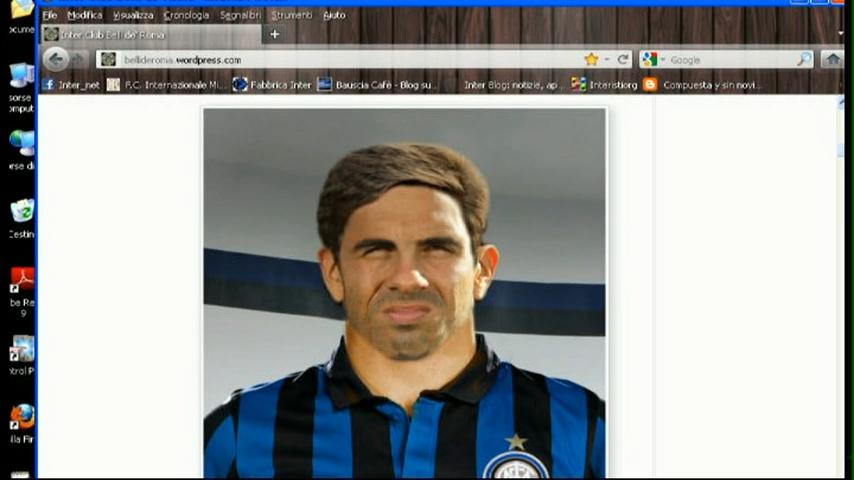 File Modifica Visualizza Cronologia Segnalibri Strumenti Aiuto
Inter Club Belli de' Roma
bellideroma.wordpress.com
Google
Inter_net F.C. Internazionale Mi... Fabbrica Inter Bauscia Cafè - Blog su... Inter Blog: notizie, ap... Interistiorg Compuesta y sin novi...
9